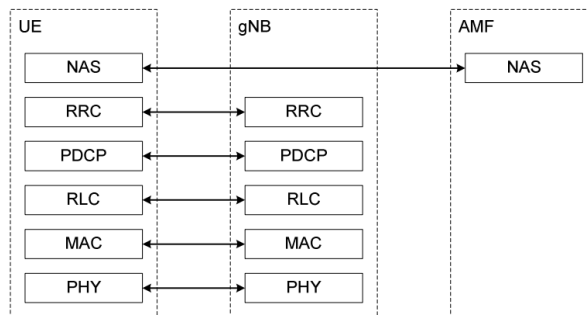 UE gNB AMF
NAS NAS
RRC RRC
PDCP PDCP
RLC RLC
MAC MAC
PHY PHY